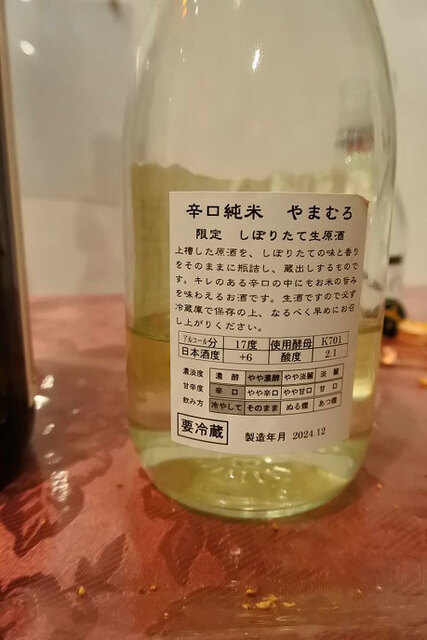 辛口純米　やまむろ
限定　しぼりたて生原酒
上槽した原酒を、しぼりたての味と香り
をそのままに瓶詰し、蔵出しするもので
す。キレのある辛口の中にもお米の旨み
を味わえるお酒です。生酒ですので必ず
冷蔵庫で保存の上、なるべく早めにお召
し上がりください。
アルコール分　17度　使用酵母　K701
日本酒度　+6　酸度　2.1
濃淡度　濃醇　やや濃醇　やや淡麗　淡麗
甘辛度　辛口　やや辛口　やや甘口　甘口
飲み方　冷やして　そのまま　ぬる燗　あつ燗
要冷蔵　製造年月　2024.12